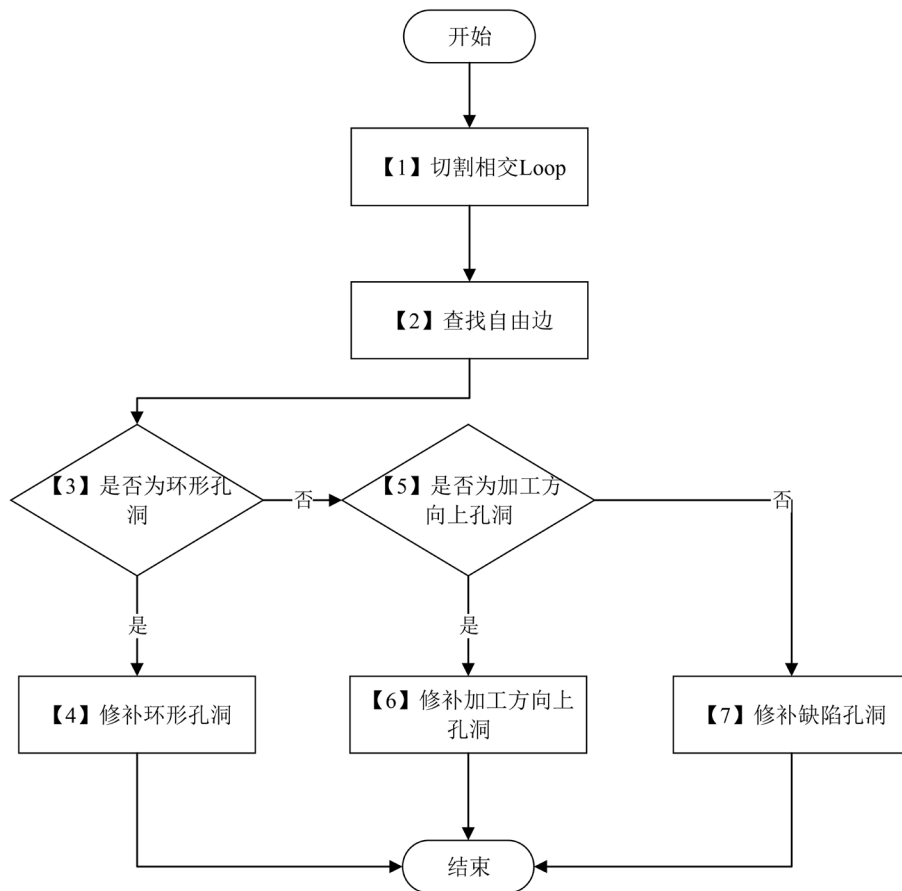 开始
【1】切割相交Loop
【2】查找自由边
【3】是否为环形孔
洞
否
【5】是否为加工方
向上孔洞
否
是
是
【4】修补环形孔洞
【6】修补加工方向上
孔洞
【7】修补缺陷孔洞
结束